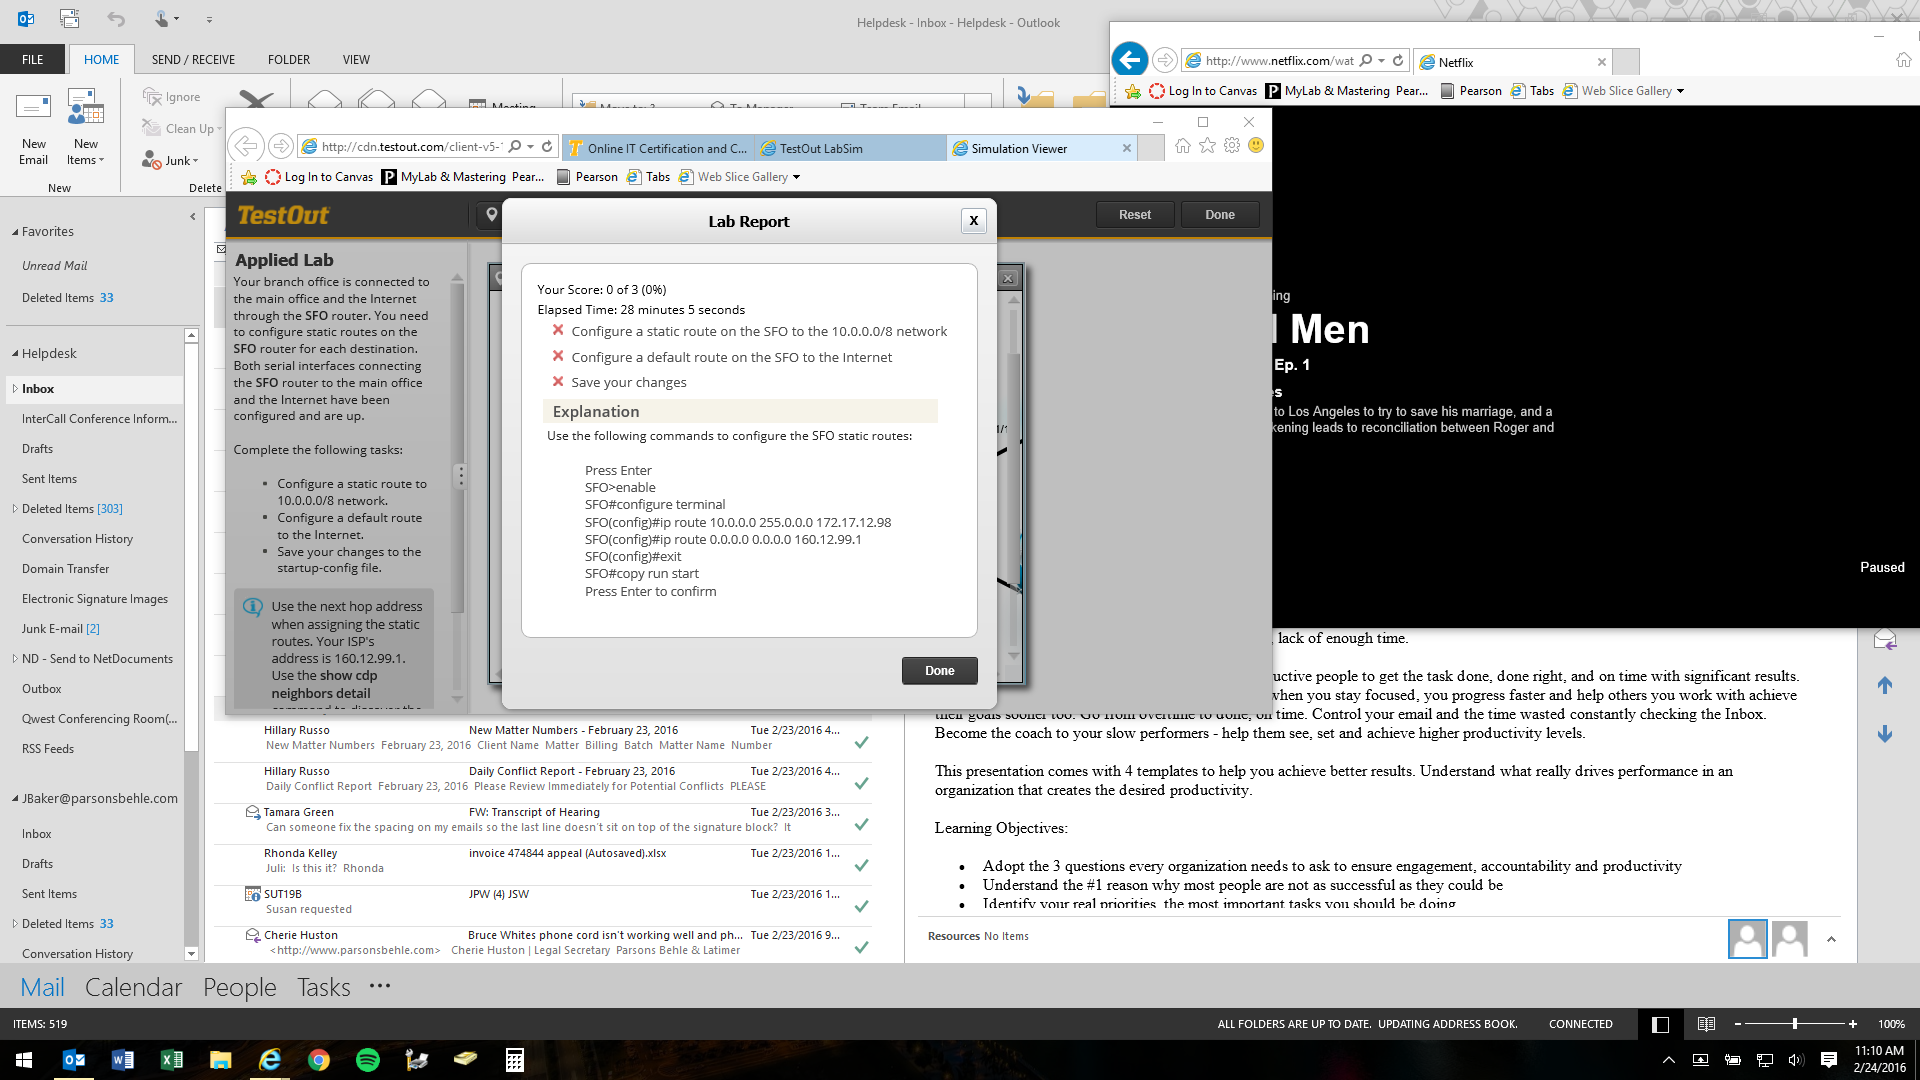 Helpdesk - Inbox - Helpdesk - Outlook
FILE
HOME
SEND / RECEIVE
FOLDER
VIEW
New
Email
New
Items
New
Ignore
Clean Up
Junk
Delete
Meeting
Move to: ?
To Manager
Team Email
http://www.netflix.com/wat
Netflix
Log In to Canvas
MyLab & Mastering Pear...
Pearson
Tabs
Web Slice Gallery
http://cdn.testout.com/client-v5-1
Online IT Certification and C...
TestOut LabSim
Simulation Viewer
Log In to Canvas
MyLab & Mastering Pear...
Pearson
Tabs
Web Slice Gallery
TestOut
Reset
Done
Applied Lab
Your branch office is connected to
the main office and the Internet
through the SFO router. You need
to configure static routes on the
SFO router for each destination.
Both serial interfaces connecting
the SFO router to the main office
and the Internet have been
configured and are up.
Complete the following tasks:
• Configure a static route to
10.0.0.0/8 network.
• Configure a default route
to the Internet.
• Save your changes to the
startup-config file.
Use the next hop address
when assigning the static
routes. Your ISP's
address is 160.12.99.1.
Use the show cdp
neighbors detail
command to discover the
Lab Report
X
Your Score: 0 of 3 (0%)
Elapsed Time: 28 minutes 5 seconds
Configure a static route on the SFO to the 10.0.0.0/8 network
Configure a default route on the SFO to the Internet
Save your changes
Explanation
Use the following commands to configure the SFO static routes:
Press Enter
SFO>enable
SFO#configure terminal
SFO(config)#ip route 10.0.0.0 255.0.0.0 172.17.12.98
SFO(config)#ip route 0.0.0.0 0.0.0.0 160.12.99.1
SFO(config)#exit
SFO#copy run start
Press Enter to confirm
Done
ing
Men
Ep. 1
es
to Los Angeles to try to save his marriage, and a
kening leads to reconciliation between Roger and
Paused
Favorites
Unread Mail
Deleted Items 33
Helpdesk
Inbox
InterCall Conference Inform...
Drafts
Sent Items
Deleted Items [303]
Conversation History
Domain Transfer
Electronic Signature Images
Junk E-mail [2]
ND - Send to NetDocuments
Outbox
Qwest Conferencing Room(...
RSS Feeds
JBaker@parsonsbehle.com
Inbox
Drafts
Sent Items
Deleted Items 33
Conversation History
Hillary Russo New Matter Numbers - February 23, 2016 Tue 2/23/2016 4...
New Matter Numbers February 23, 2016 Client Name Matter Billing Batch Matter Name Number
Hillary Russo Daily Conflict Report - February 23, 2016 Tue 2/23/2016 4...
Daily Conflict Report February 23, 2016 Please Review Immediately for Potential Conflicts PLEASE
Tamara Green FW: Transcript of Hearing Tue 2/23/2016 3...
Can someone fix the spacing on my emails so the last line doesn't sit on top of the signature block? It
Rhonda Kelley invoice 474844 appeal (Autosaved).xlsx Tue 2/23/2016 1...
Juli: Is this it? Rhonda
SUT19B JPW (4) JSW Tue 2/23/2016 1...
Susan requested
Cherie Huston Bruce Whites phone cord isn't working well and ph... Tue 2/23/2016 9...
<http://www.parsonsbehle.com> Cherie Huston | Legal Secretary Parsons Behle & Latimer
, lack of enough time.
uctive people to get the task done, done right, and on time with significant results.
when you stay focused, you progress faster and help others you work with achieve
their goals sooner too. Go from overtime to done, on time. Control your email and the time wasted constantly checking the Inbox.
Become the coach to your slow performers - help them see, set and achieve higher productivity levels.
This presentation comes with 4 templates to help you achieve better results. Understand what really drives performance in an
organization that creates the desired productivity.
Learning Objectives:
• Adopt the 3 questions every organization needs to ask to ensure engagement, accountability and productivity
• Understand the #1 reason why most people are not as successful as they could be
• Identify your real priorities, the most important tasks you should be doing
Resources No Items
Mail Calendar People Tasks •••
ITEMS: 519
ALL FOLDERS ARE UP TO DATE. UPDATING ADDRESS BOOK.
CONNECTED
100%
11:10 AM
2/24/2016